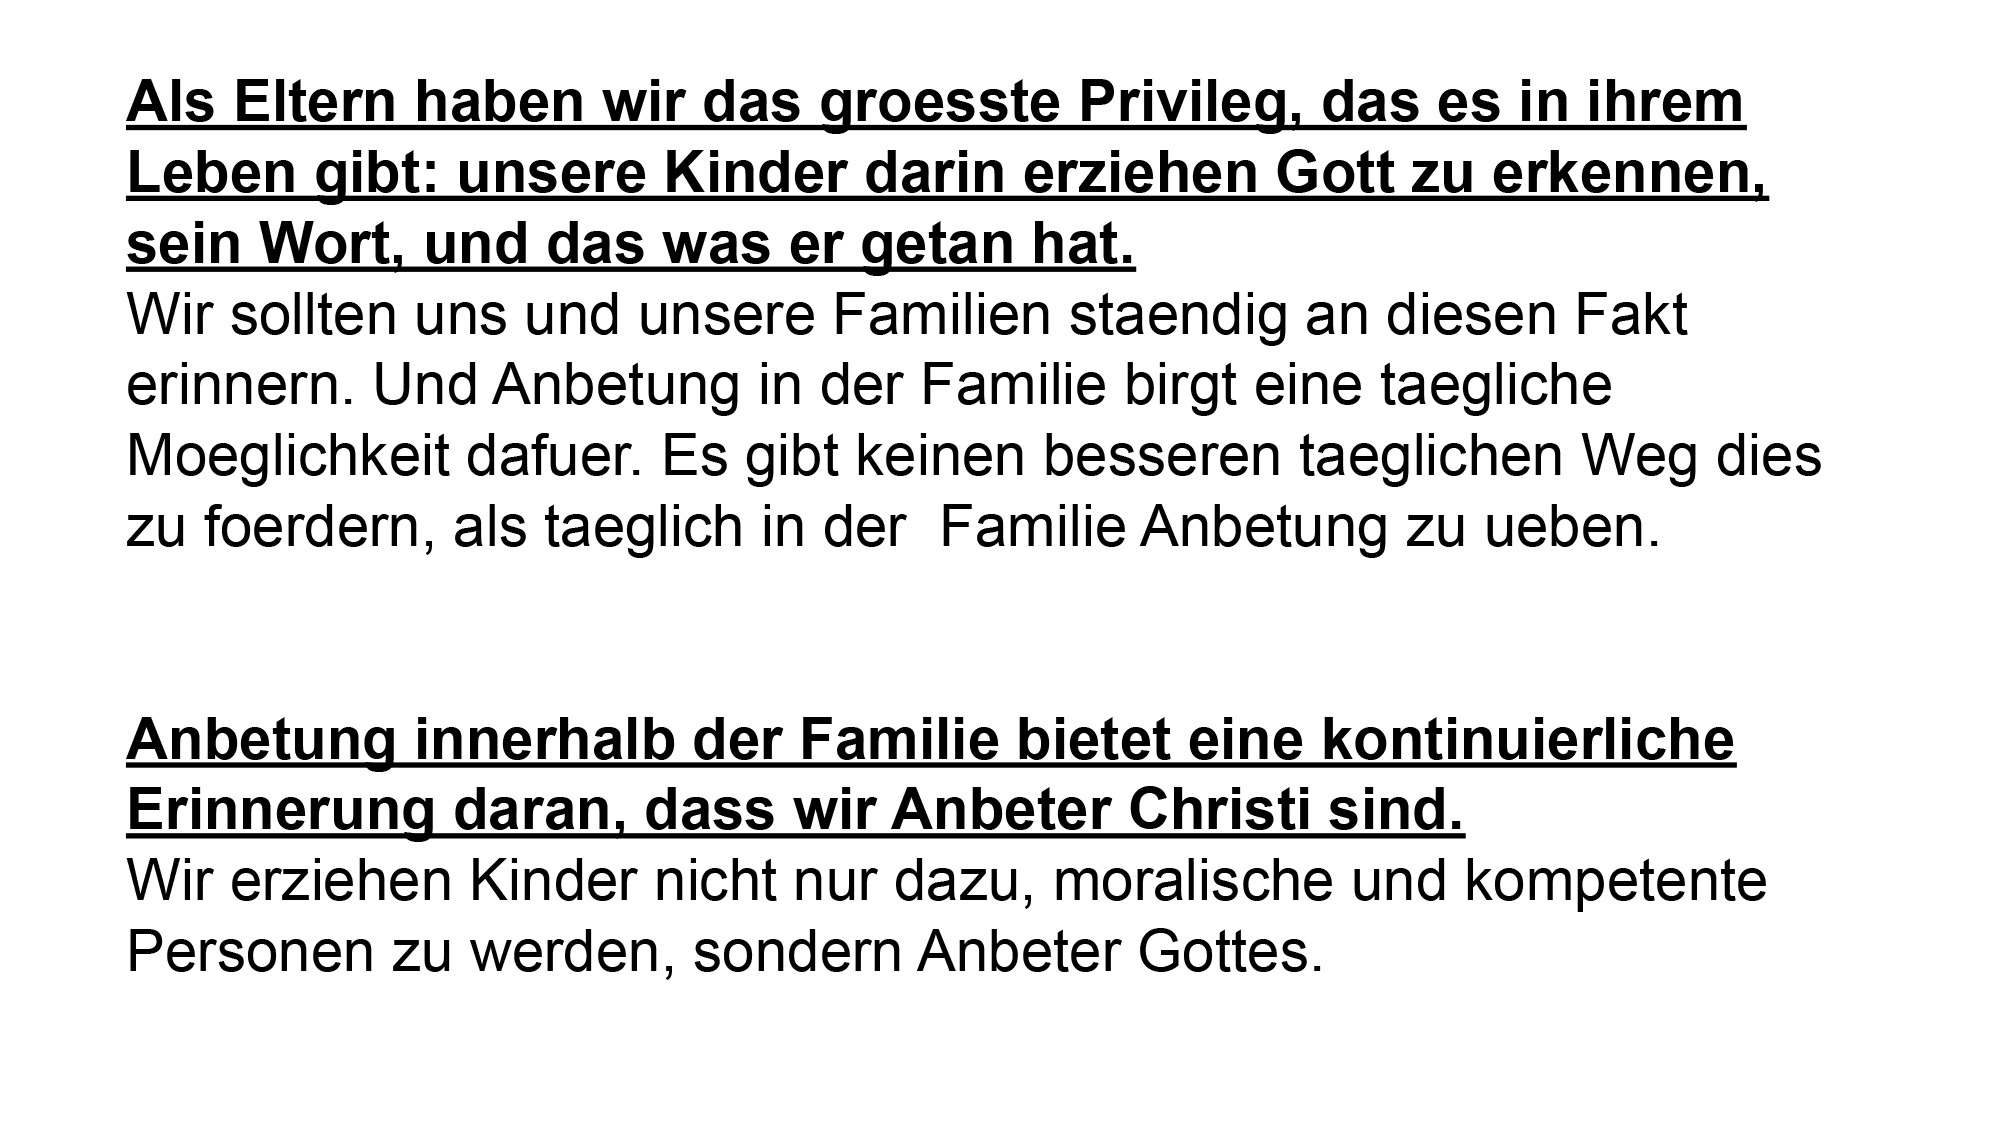 Als Eltern haben wir das groesste Privileg, das es in ihrem
Leben gibt: unsere Kinder darin erziehen Gott zu erkennen,
sein Wort, und das was er getan hat.
Wir sollten uns und unsere Familien staendig an diesen Fakt
erinnern. Und Anbetung in der Familie birgt eine taegliche
Moeglichkeit dafuer. Es gibt keinen besseren taeglichen Weg dies
zu foerdern, als taeglich in der  Familie Anbetung zu ueben.
Anbetung innerhalb der Familie bietet eine kontinuierliche
Erinnerung daran, dass wir Anbeter Christi sind.
Wir erziehen Kinder nicht nur dazu, moralische und kompetente
Personen zu werden, sondern Anbeter Gottes.